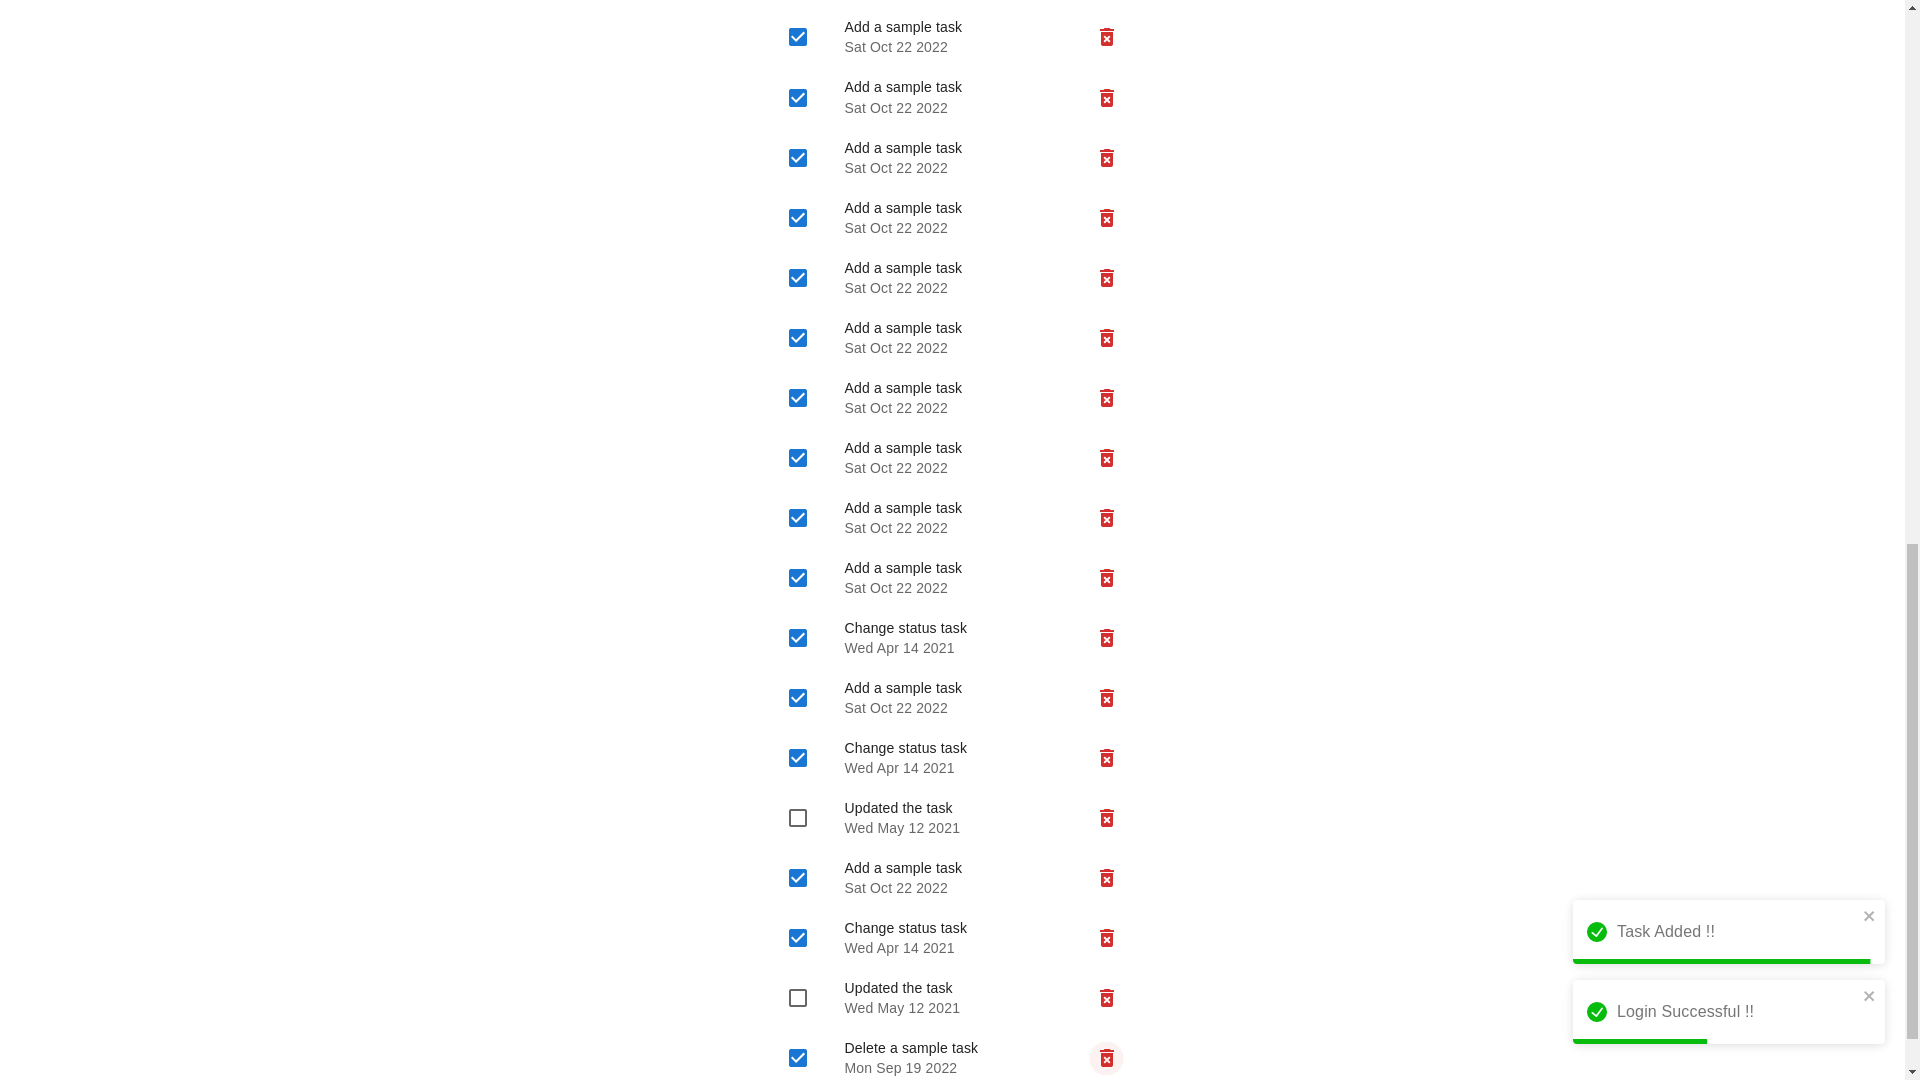 Add a sample task
Sat Oct 22 2022
Add a sample task
Sat Oct 22 2022
Add a sample task
Sat Oct 22 2022
Add a sample task
Sat Oct 22 2022
Add a sample task
Sat Oct 22 2022
Add a sample task
Sat Oct 22 2022
Add a sample task
Sat Oct 22 2022
Add a sample task
Sat Oct 22 2022
Add a sample task
Sat Oct 22 2022
Add a sample task
Sat Oct 22 2022
Change status task
Wed Apr 14 2021
Add a sample task
Sat Oct 22 2022
Change status task
Wed Apr 14 2021
Updated the task
Wed May 12 2021
Add a sample task
Sat Oct 22 2022
Change status task
Wed Apr 14 2021
Updated the task
Wed May 12 2021
Delete a sample task
Mon Sep 19 2022
Task Added !!
Login Successful !!